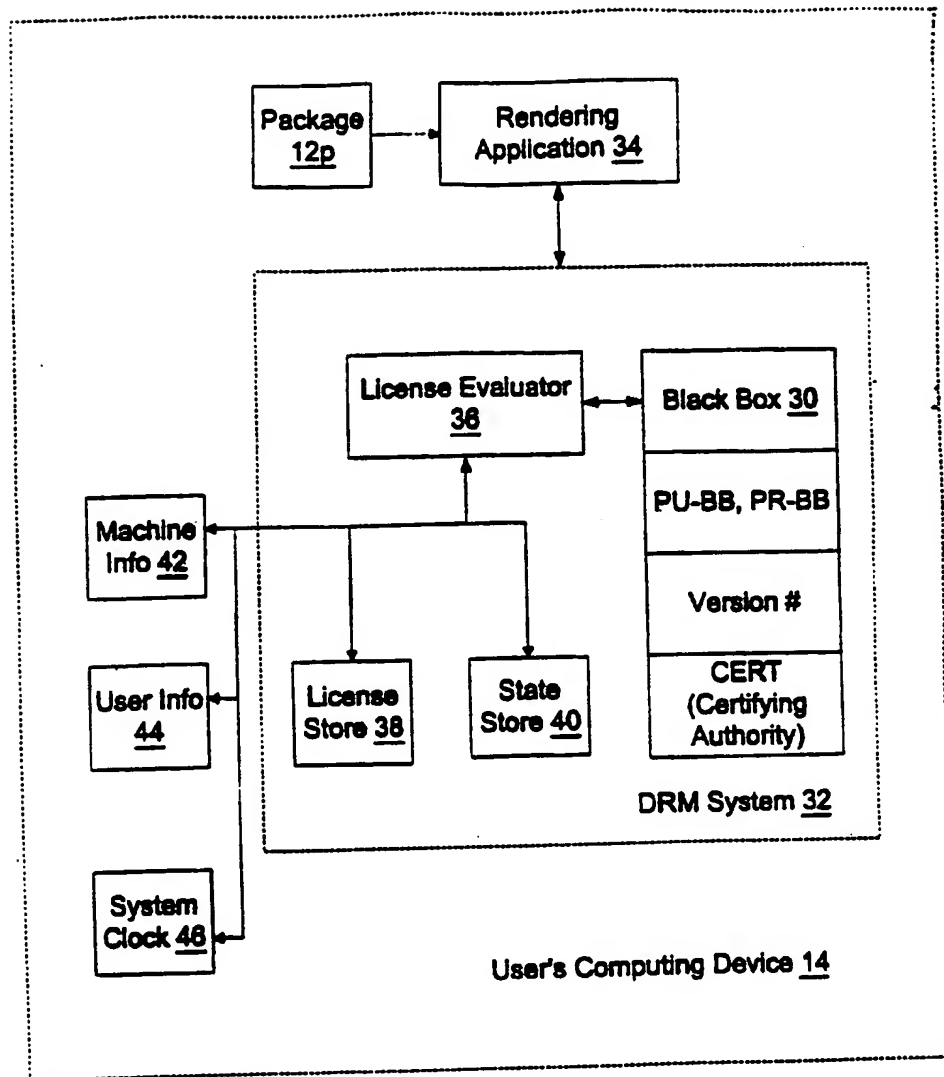 Package
12p
Rendering
Application 34
License Evaluator
36
Black Box 30
PU-BB, PR-BB
Version #
CERT
(Certifying
Authority)
Machine
Info 42
User Info
44
License
Store 38
State
Store 40
DRM System 32
System
Clock 46
User's Computing Device 14